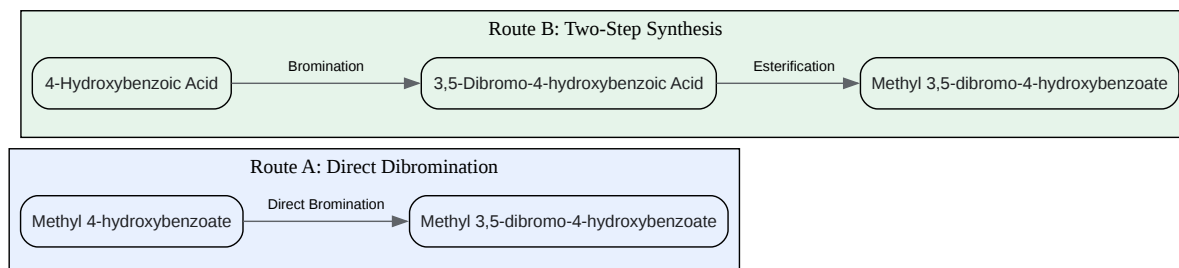 Route B: Two-Step Synthesis
4-Hydroxybenzoic Acid
Bromination
3,5-Dibromo-4-hydroxybenzoic Acid
Esterification
Methyl 3,5-dibromo-4-hydroxybenzoate
Route A: Direct Dibromination
Methyl 4-hydroxybenzoate
Direct Bromination
Methyl 3,5-dibromo-4-hydroxybenzoate